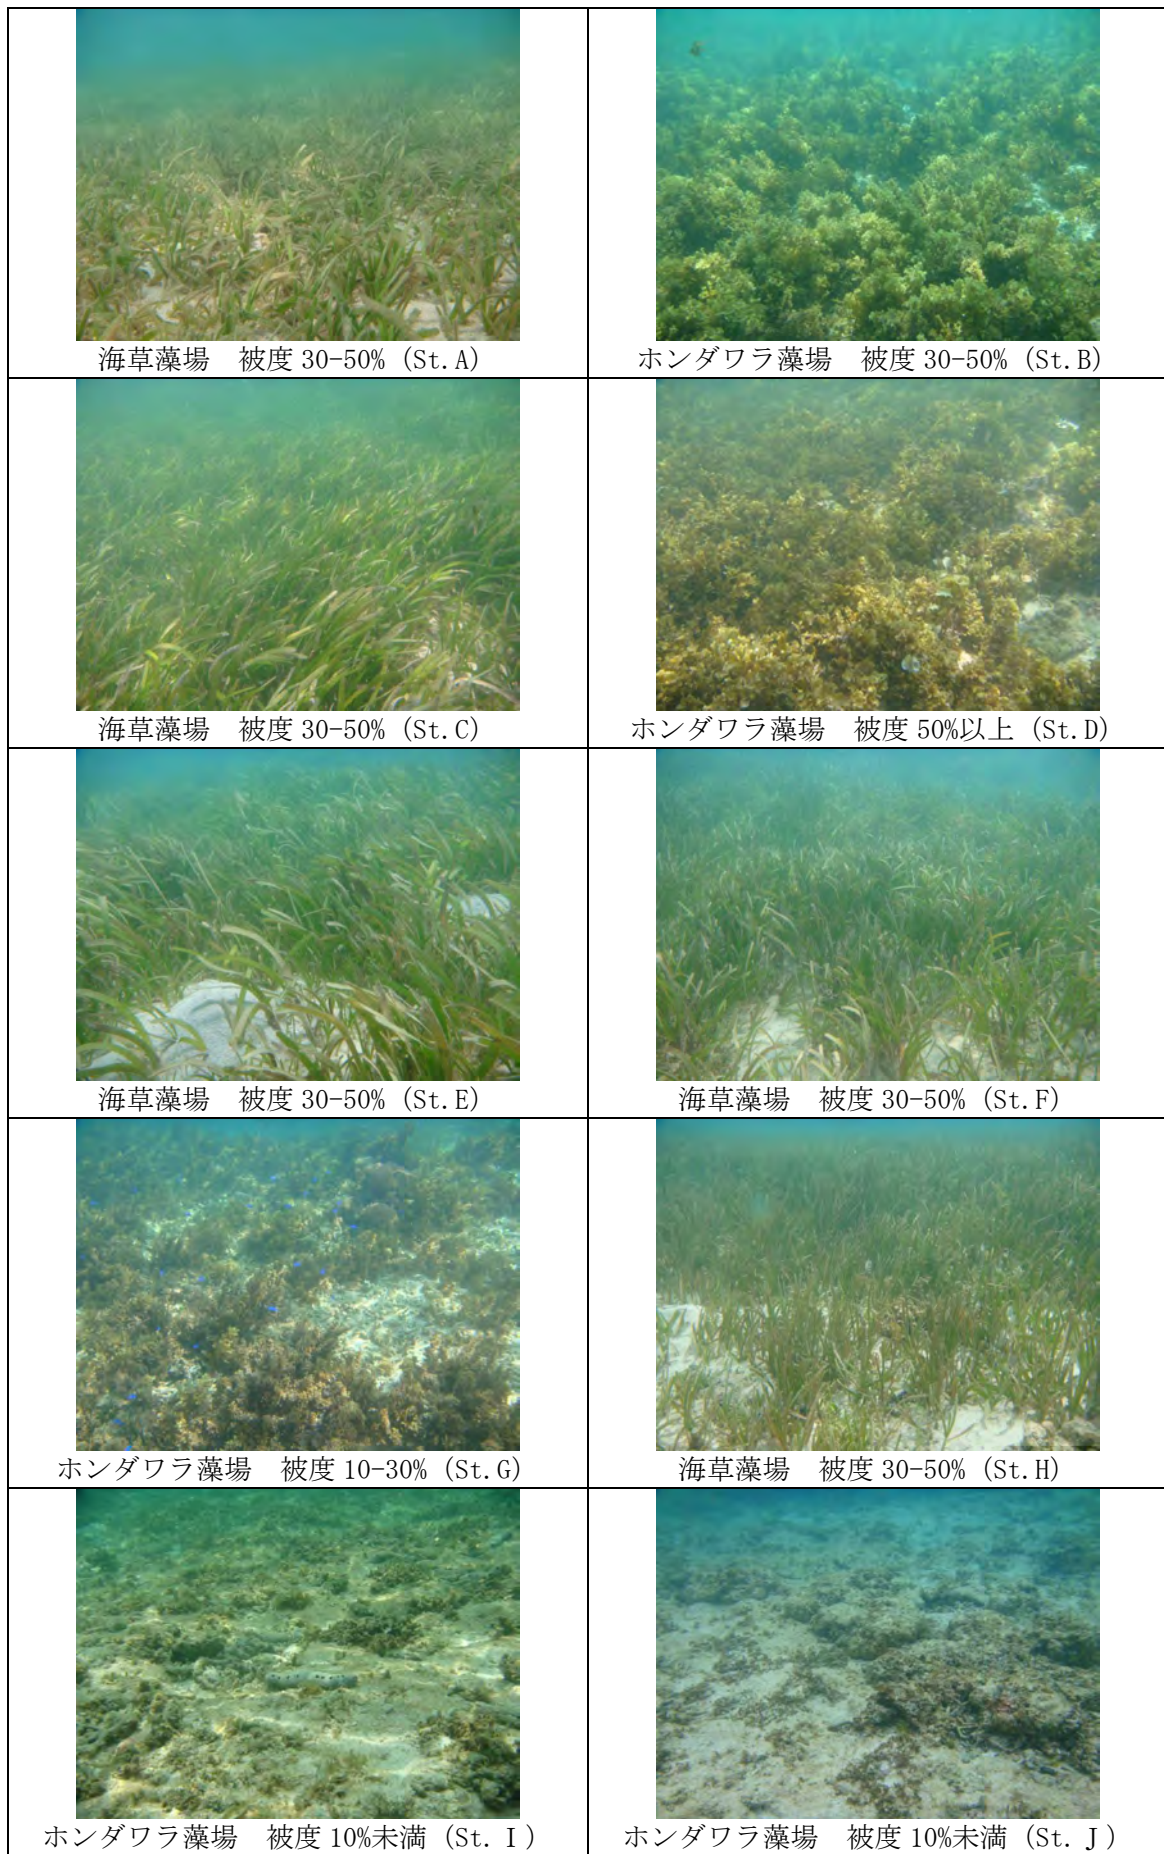 海草藻場　被度 30-50% (St.A)
ホンダワラ藻場　被度 30-50% (St.B)
海草藻場　被度 30-50% (St.C)
ホンダワラ藻場　被度 50%以上 (St.D)
海草藻場　被度 30-50% (St.E)
海草藻場　被度 30-50% (St.F)
ホンダワラ藻場　被度 10-30% (St.G)
海草藻場　被度 30-50% (St.H)
ホンダワラ藻場　被度 10%未満 (St.Ｉ)
ホンダワラ藻場　被度 10%未満 (St.Ｊ)